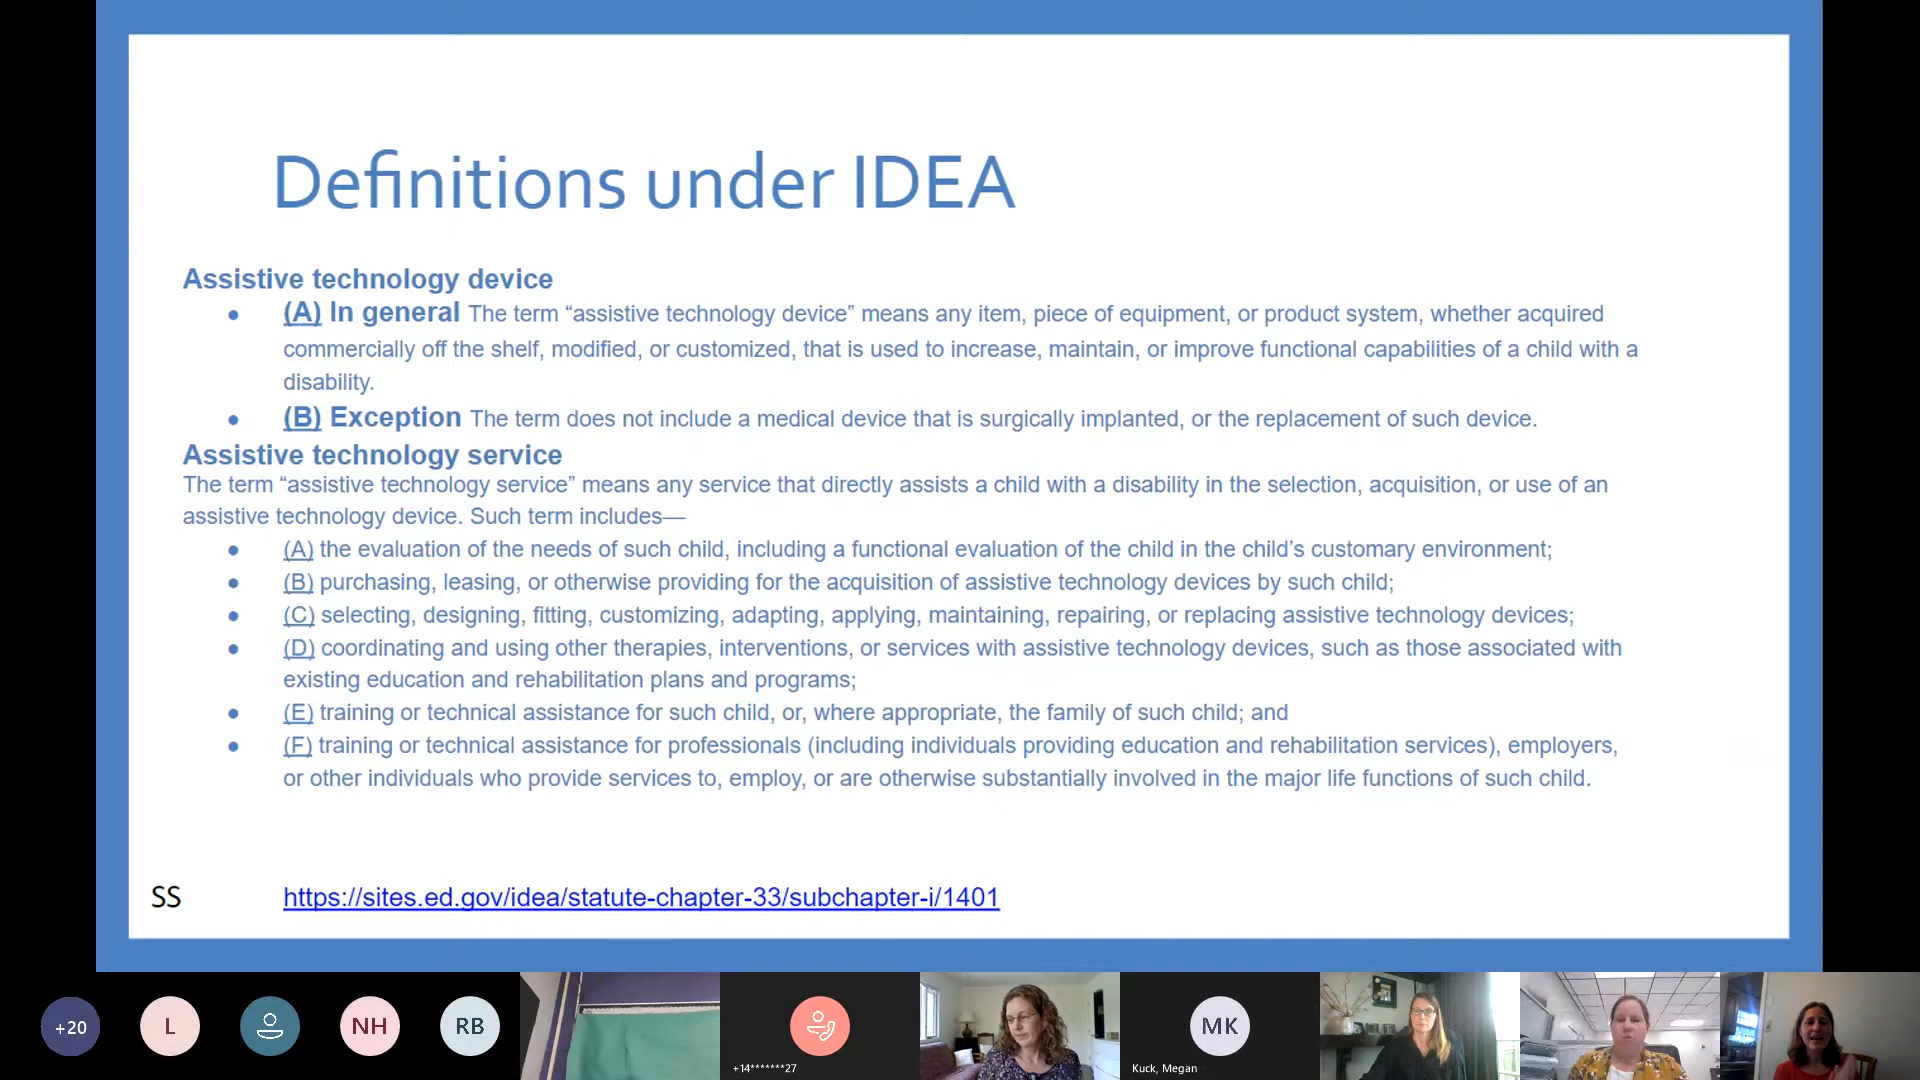 Definitions under IDEA
Assistive technology device
● (A) In general The term “assistive technology device” means any item, piece of equipment, or product system, whether acquired
commercially off the shelf, modified, or customized, that is used to increase, maintain, or improve functional capabilities of a child with a
disability.
● (B) Exception The term does not include a medical device that is surgically implanted, or the replacement of such device.
Assistive technology service
The term “assistive technology service” means any service that directly assists a child with a disability in the selection, acquisition, or use of an
assistive technology device. Such term includes—
● (A) the evaluation of the needs of such child, including a functional evaluation of the child in the child’s customary environment;
● (B) purchasing, leasing, or otherwise providing for the acquisition of assistive technology devices by such child;
● (C) selecting, designing, fitting, customizing, adapting, applying, maintaining, repairing, or replacing assistive technology devices;
● (D) coordinating and using other therapies, interventions, or services with assistive technology devices, such as those associated with
existing education and rehabilitation plans and programs;
● (E) training or technical assistance for such child, or, where appropriate, the family of such child; and
● (F) training or technical assistance for professionals (including individuals providing education and rehabilitation services), employers,
or other individuals who provide services to, employ, or are otherwise substantially involved in the major life functions of such child.
SS
https://sites.ed.gov/idea/statute-chapter-33/subchapter-i/1401
+20
L
NH
RB
+14*******27
MK
Kuck, Megan